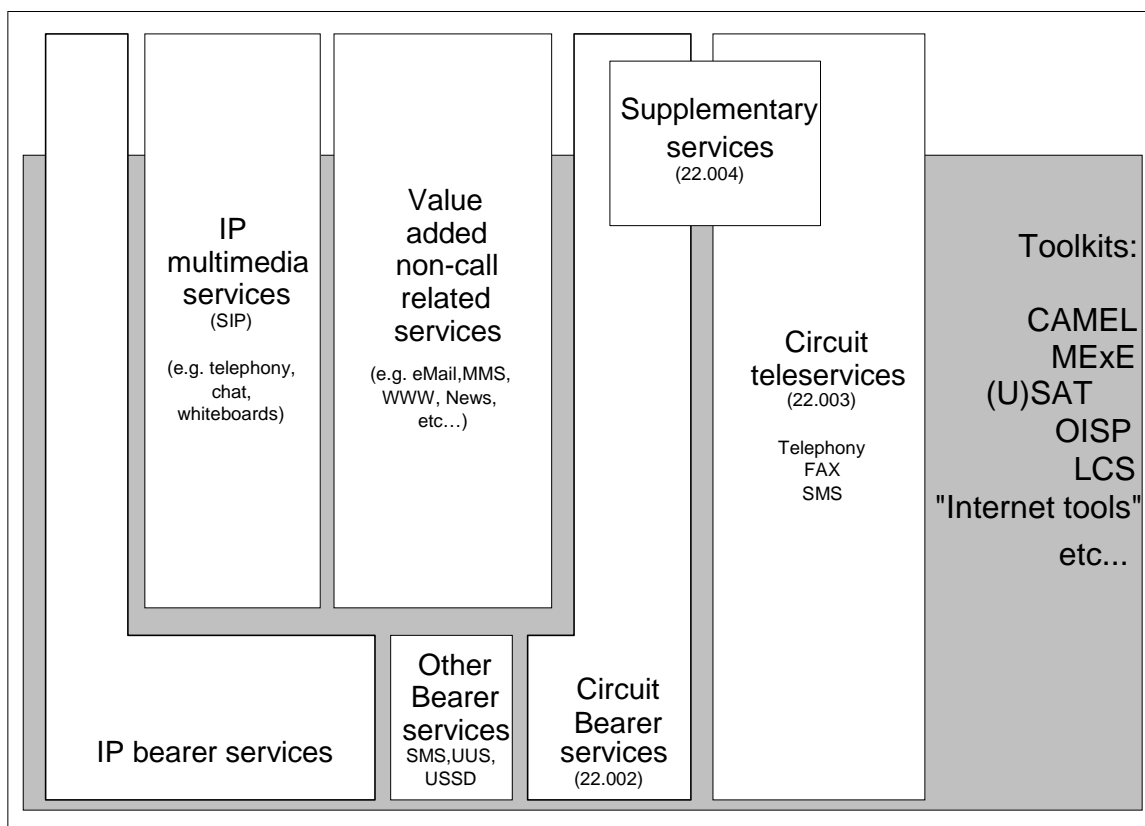 Supplementary
services
(22.004)
IP
multimedia
services
(SIP)
(e.g. telephony,
chat,
whiteboards)
Value
added
non-call
related
services
(e.g. eMail,MMS,
WWW, News,
etc…)
Circuit
teleservices
(22.003)
Telephony
FAX
SMS
Toolkits:
CAMEL
MExE
(U)SAT
OISP
LCS
"Internet tools"
etc...
IP bearer services
Other
Bearer
services
SMS,UUS,
USSD
Circuit
Bearer
services
(22.002)